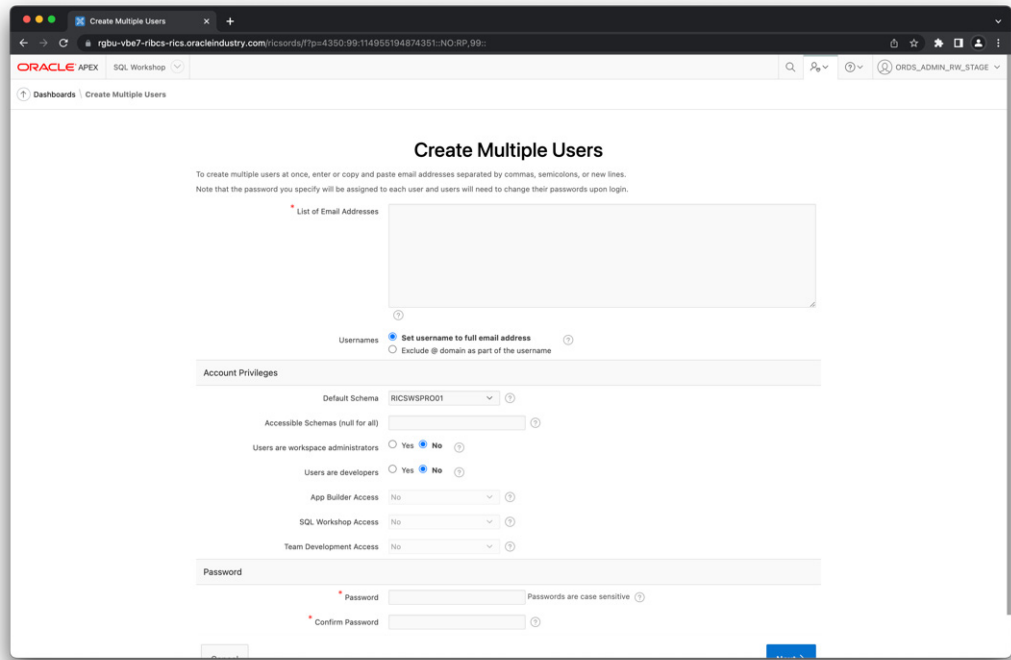 Create Multiple Users
rgbu-vbe7-ribcs-rics.oracleindustry.com/ricsords/f?p=4350:99:114955194874351::NO:RP,99::
ORACLE APEX SQL Workshop ORDS_ADMIN_RW_STAGE
Dashboards \ Create Multiple Users
Create Multiple Users
To create multiple users at once, enter or copy and paste email addresses separated by commas, semicolons, or new lines.
Note that the password you specify will be assigned to each user and users will need to change their passwords upon login.
* List of Email Addresses
Usernames Set username to full email address
Exclude @ domain as part of the username
Account Privileges
Default Schema RICSWSPRO01
Accessible Schemas (null for all)
Users are workspace administrators Yes No
Users are developers Yes No
App Builder Access No
SQL Workshop Access No
Team Development Access No
Password
* Password Passwords are case sensitive
* Confirm Password
Cancel Next >